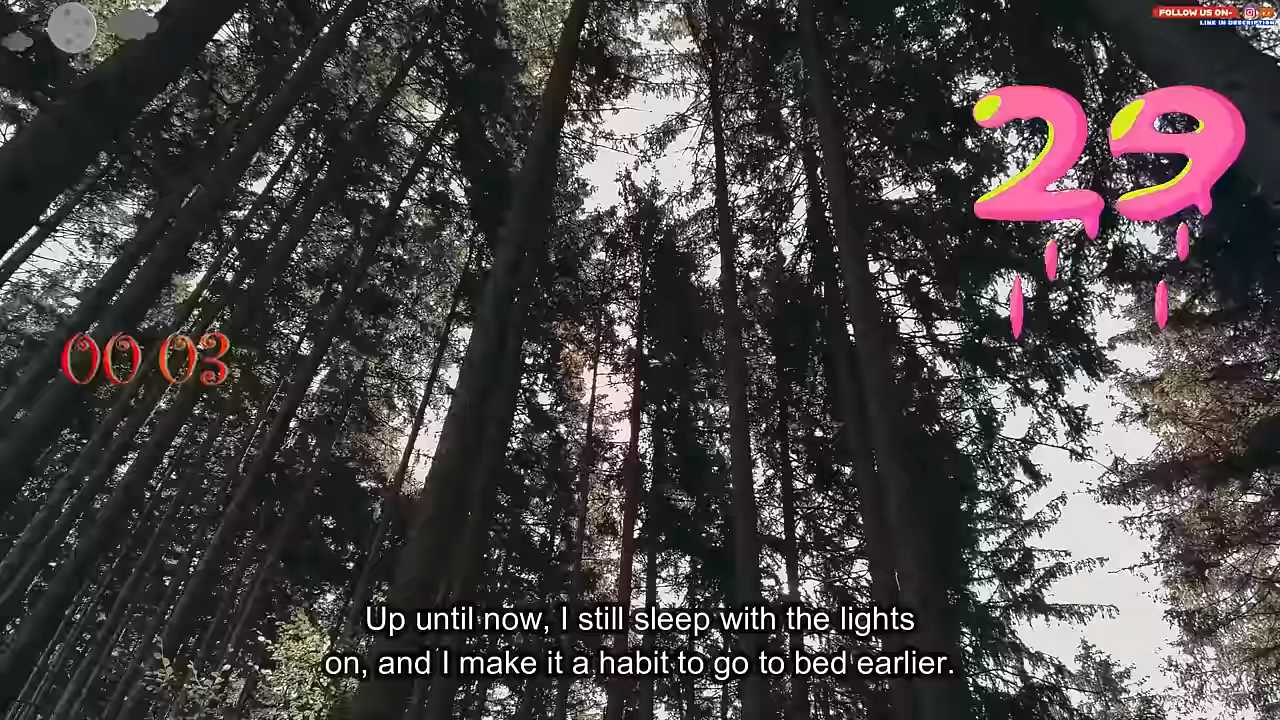 FOLLOW US ON-
LINK IN DESCRIPTION
29
00 03
Up until now, I still sleep with the lights
on, and I make it a habit to go to bed earlier.